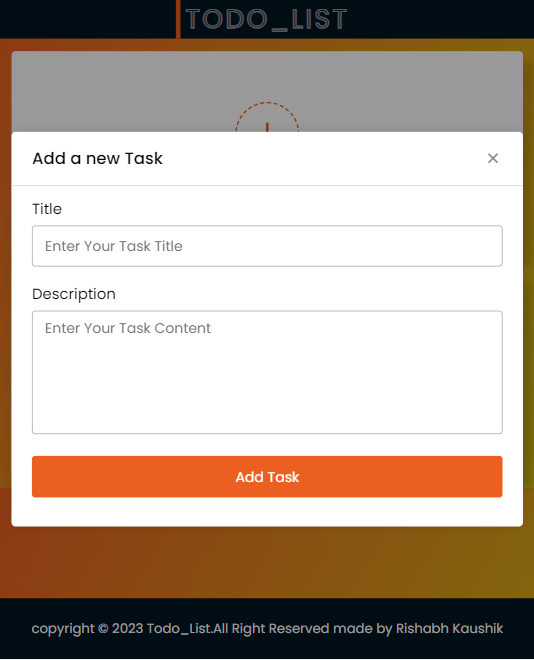 TODO_LIST
Add a new Task
Title
Enter Your Task Title
Description
Enter Your Task Content
Add Task
copyright © 2023 Todo_List.All Right Reserved made by Rishabh Kaushik